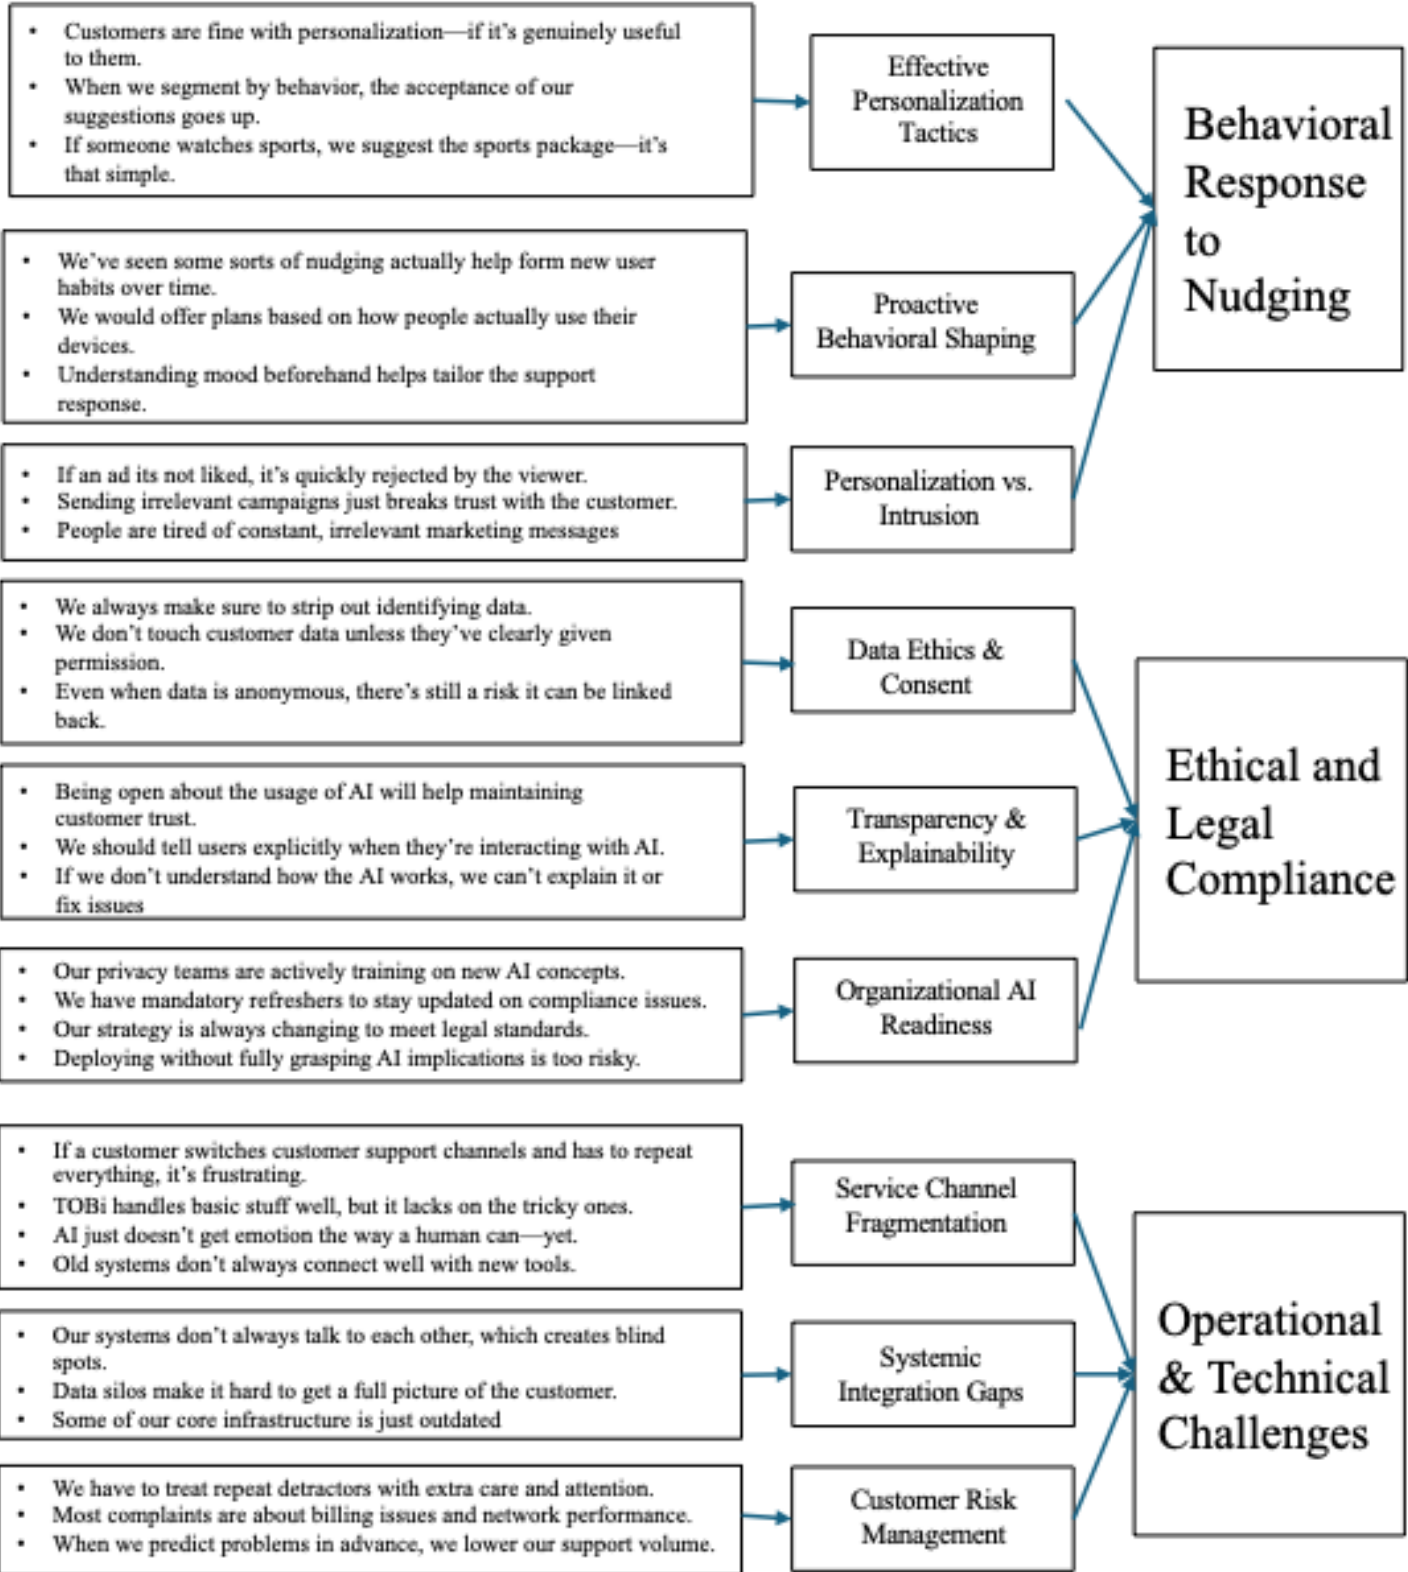 • Customers are fine with personalization—if it's genuinely useful
to them.
• When we segment by behavior, the acceptance of our
suggestions goes up.
• If someone watches sports, we suggest the sports package—it's
that simple.
Effective
Personalization
Tactics
• We've seen some sorts of nudging actually help form new user
habits over time.
• We would offer plans based on how people actually use their
devices.
• Understanding mood beforehand helps tailor the support
response.
Proactive
Behavioral Shaping
• If an ad its not liked, it's quickly rejected by the viewer.
• Sending irrelevant campaigns just breaks trust with the customer.
• People are tired of constant, irrelevant marketing messages
Personalization vs.
Intrusion
Behavioral
Response
to
Nudging
• We always make sure to strip out identifying data.
• We don't touch customer data unless they've clearly given
permission.
• Even when data is anonymous, there's still a risk it can be linked
back.
Data Ethics &
Consent
• Being open about the usage of AI will help maintaining
customer trust.
• We should tell users explicitly when they're interacting with AI.
• If we don't understand how the AI works, we can't explain it or
fix issues
Transparency &
Explainability
• Our privacy teams are actively training on new AI concepts.
• We have mandatory refreshers to stay updated on compliance issues.
• Our strategy is always changing to meet legal standards.
• Deploying without fully grasping AI implications is too risky.
Organizational AI
Readiness
Ethical and
Legal
Compliance
• If a customer switches customer support channels and has to repeat
everything, it's frustrating.
• TOBi handles basic stuff well, but it lacks on the tricky ones.
• AI just doesn't get emotion the way a human can—yet.
• Old systems don't always connect well with new tools.
Service Channel
Fragmentation
• Our systems don't always talk to each other, which creates blind
spots.
• Data silos make it hard to get a full picture of the customer.
• Some of our core infrastructure is just outdated
Systemic
Integration Gaps
• We have to treat repeat detractors with extra care and attention.
• Most complaints are about billing issues and network performance.
• When we predict problems in advance, we lower our support volume.
Customer Risk
Management
Operational
& Technical
Challenges